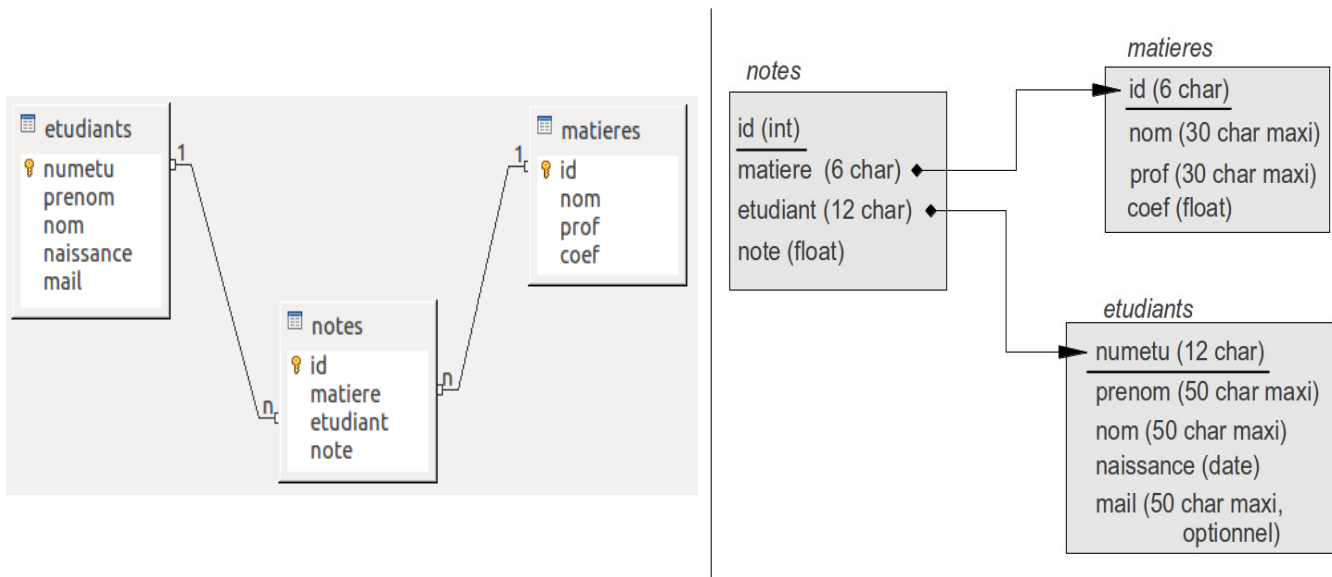 etudiants
numetu
prenom
nom
naissance
mail
1
n
notes
id
matiere
etudiant
note
n
1
matieres
id
nom
prof
coef
notes
id (int)
matiere (6 char)
etudiant (12 char)
note (float)
matieres
id (6 char)
nom (30 char maxi)
prof (30 char maxi)
coef (float)
etudiants
numetu (12 char)
prenom (50 char maxi)
nom (50 char maxi)
naissance (date)
mail (50 char maxi,
optionnel)